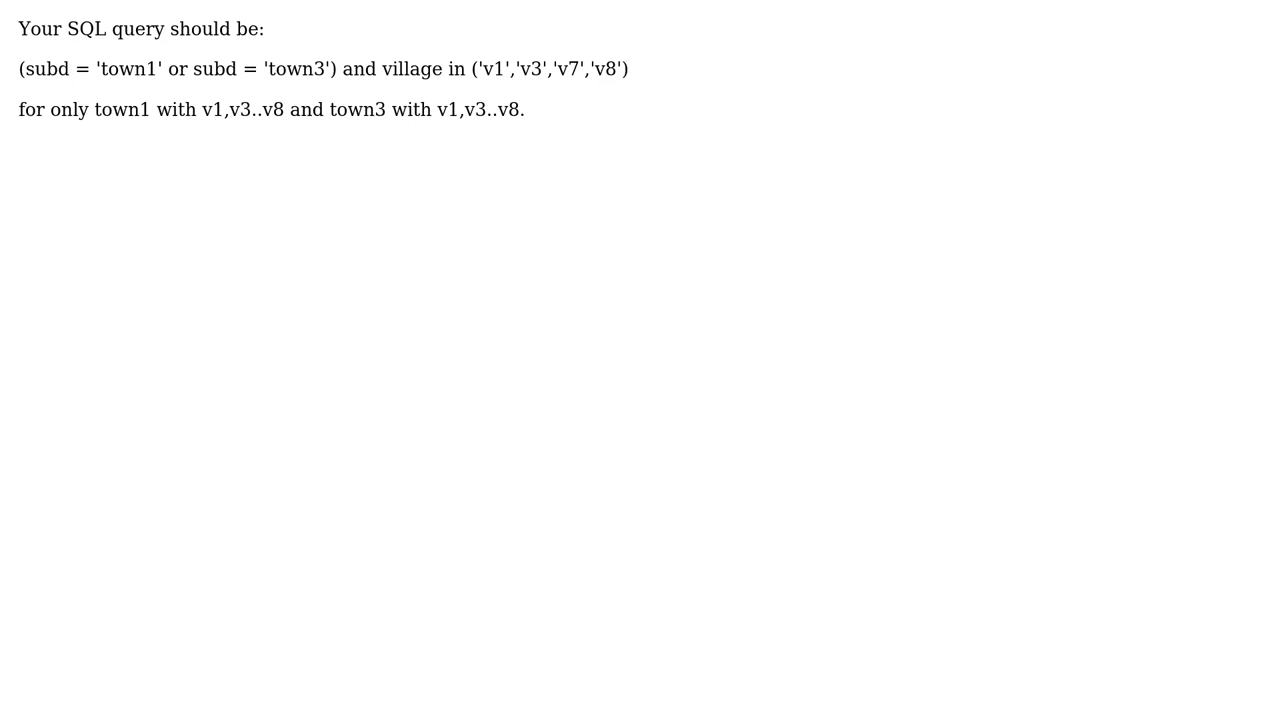 Your SQL query should be:
(subd = 'town1' or subd = 'town3') and village in ('v1','v3','v7','v8')
for only town1 with v1,v3..v8 and town3 with v1,v3..v8.